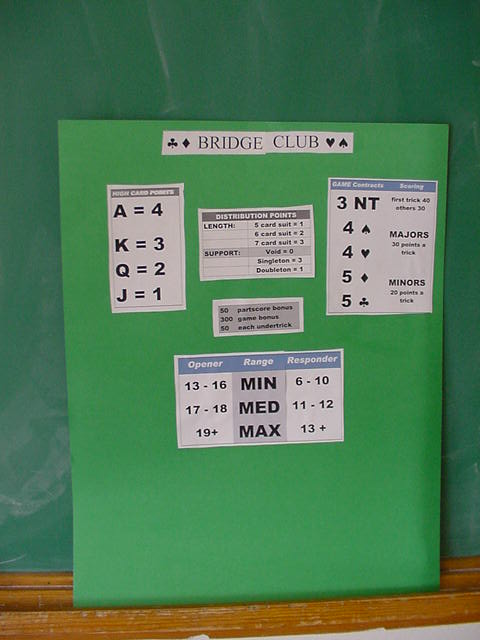 ♣ ♦ BRIDGE CLUB ♥ ♠
HIGH CARD POINTS
A = 4
K = 3
Q = 2
J = 1
DISTRIBUTION POINTS
LENGTH: 5 card suit = 1
6 card suit = 2
7 card suit = 3
SUPPORT: Void = 0
Singleton = 3
Doubleton = 1
GAME Contracts Scoring
3 NT first trick 40
others 30
4 ♠ MAJORS
4 ♥ 30 points a
trick
5 ♦ MINORS
5 ♣ 20 points a
trick
50 partscore bonus
300 game bonus
50 each undertrick
Opener Range Responder
13 - 16 MIN 6 - 10
17 - 18 MED 11 - 12
19+ MAX 13 +